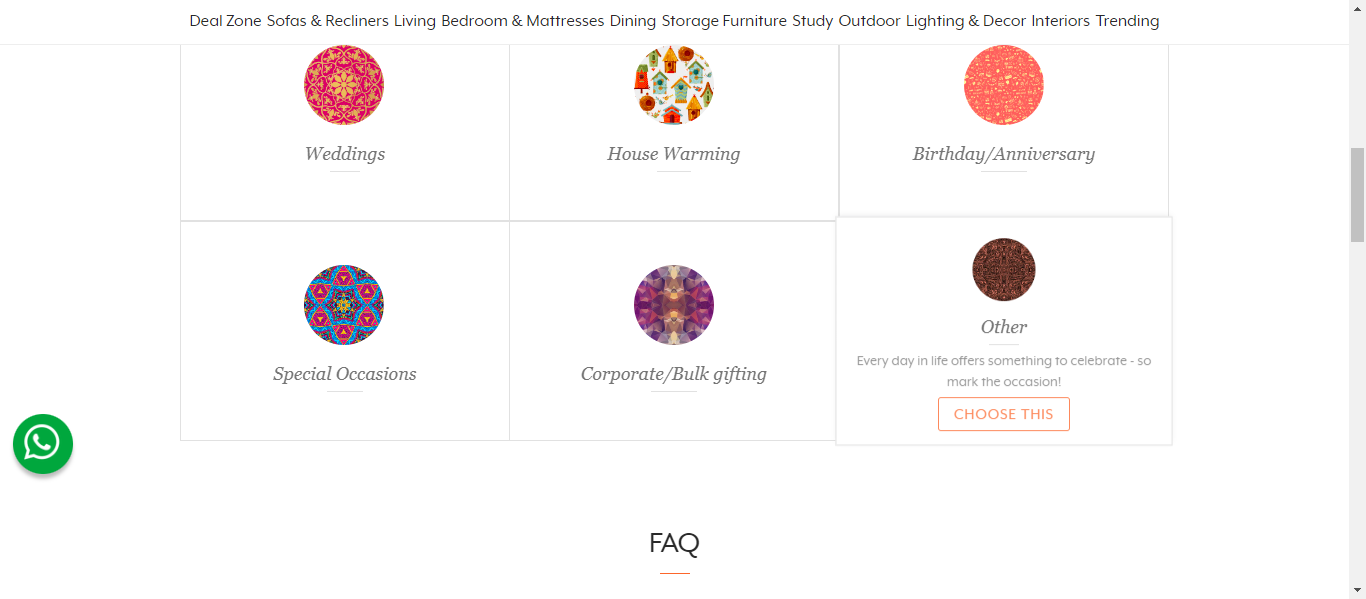 Deal Zone Sofas & Recliners Living Bedroom & Mattresses Dining Storage Furniture Study Outdoor Lighting & Decor Interiors Trending
Weddings
House Warming
Birthday/Anniversary
Special Occasions
Corporate/Bulk gifting
Other
Every day in life offers something to celebrate - so
mark the occasion!
CHOOSE THIS
FAQ